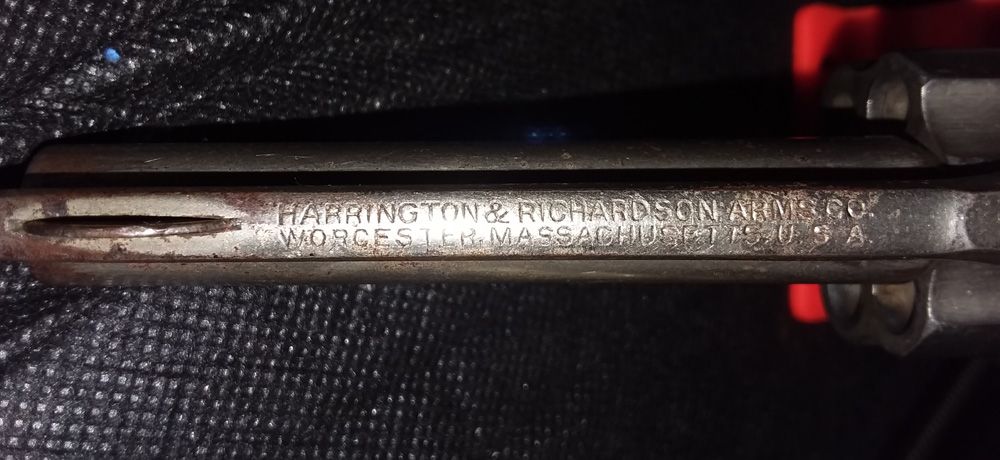 HARRINGTON & RICHARDSON ARMS CO.
WORCESTER, MASSACHUSETTS, U. S. A.